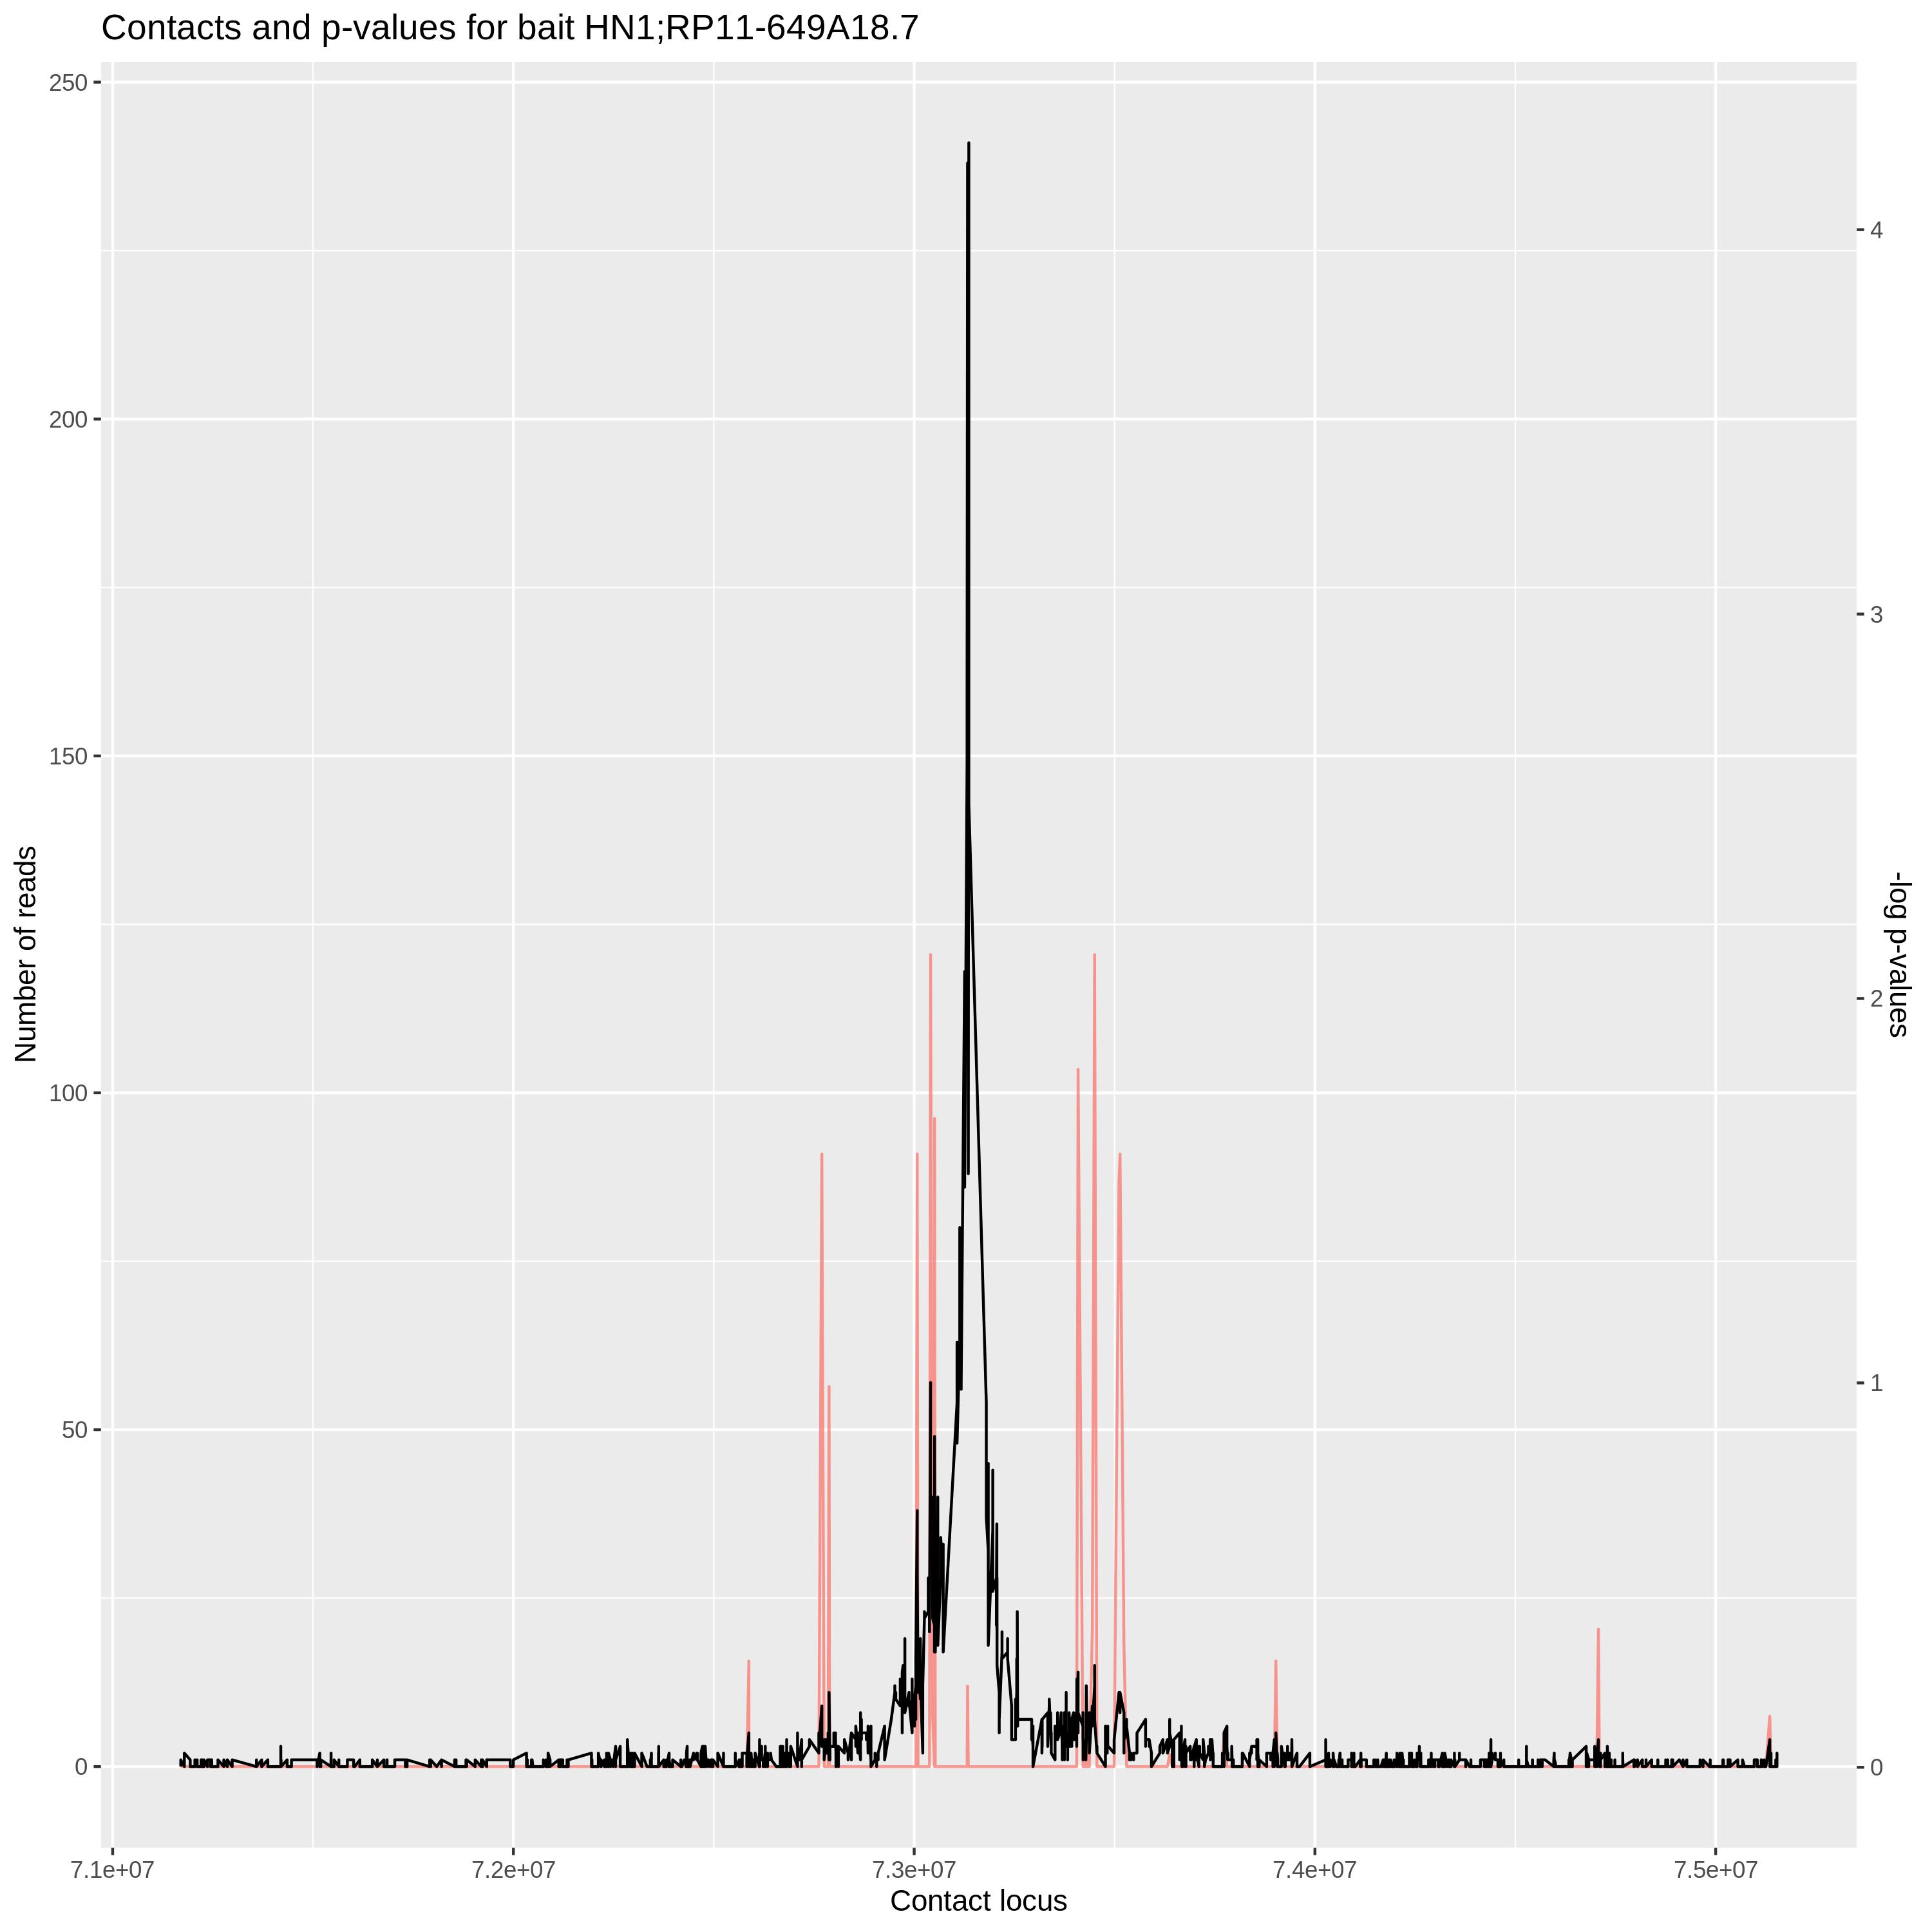 Contacts and p-values for bait HN1;RP11-649A18.7
250
200
150
100
50
0
Number of reads
4
3
2
1
0
-log p-values
7.1e+07 7.2e+07 7.3e+07 7.4e+07 7.5e+07
Contact locus